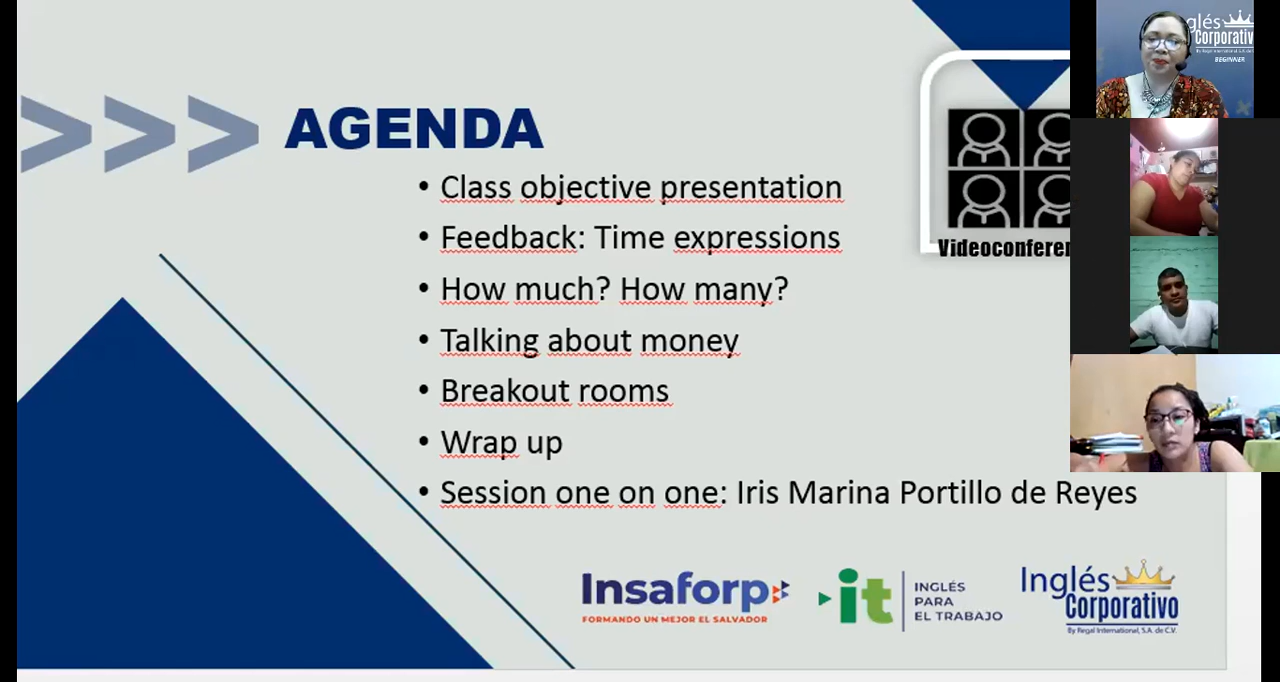 >>> AGENDA
• Class objective presentation
• Feedback: Time expressions
• How much? How many?
• Talking about money
• Breakout rooms
• Wrap up
• Session one on one: Iris Marina Portillo de Reyes
Videoconferen
Insaforp
FORMANDO UN MEJOR EL SALVADOR
it
INGLÉS
PARA
EL TRABAJO
Inglés
Corporativo
By Regal International, S.A. de C.V.
glés
Corporativ
BEGINNER